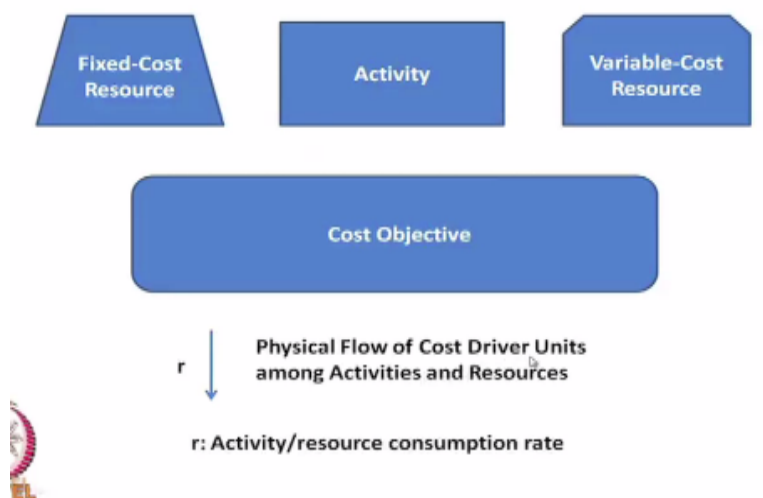 Fixed-Cost
Resource
Activity
Variable-Cost
Resource
Cost Objective
r
Physical Flow of Cost Driver Units
among Activities and Resources
r: Activity/resource consumption rate